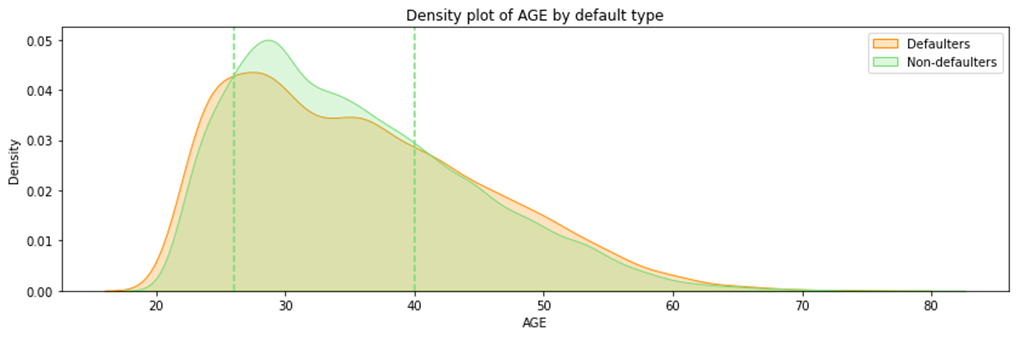 Density plot of AGE by default type
Defaulters
Non-defaulters
Density
0.05
0.04
0.03
0.02
0.01
0.00
20 30 40 50 60 70 80
AGE